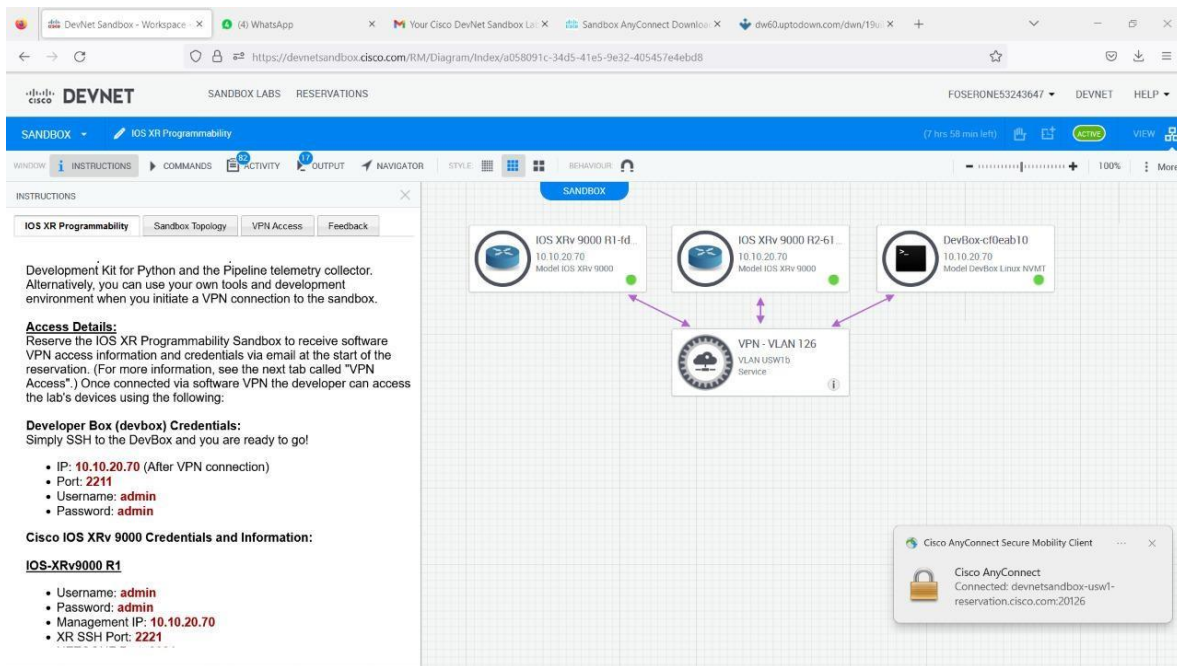 DevNet Sandbox - Workspace -
(4) WhatsApp
Your Cisco DevNet Sandbox La
Sandbox AnyConnect Downloa
dw60.uptodown.com/dwn/19u
https://devnetsandbox.cisco.com/RM/Diagram/Index/a058091c-34d5-41e5-9e32-405457e4ebd8
CISCO DEVNET
SANDBOX LABS RESERVATIONS
FOSERONE53243647 DEVNET HELP
SANDBOX IOS XR Programmability
(7 hrs 58 min left) ACTIVE VIEW
WINDOW INSTRUCTIONS COMMANDS 82 ACTIVITY 17 OUTPUT NAVIGATOR STYLE BEHAVIOUR 100% More
INSTRUCTIONS
IOS XR Programmability Sandbox Topology VPN Access Feedback
Development Kit for Python and the Pipeline telemetry collector.
Alternatively, you can use your own tools and development
environment when you initiate a VPN connection to the sandbox.
Access Details:
Reserve the IOS XR Programmability Sandbox to receive software
VPN access information and credentials via email at the start of the
reservation. (For more information, see the next tab called "VPN
Access".) Once connected via software VPN the developer can access
the lab's devices using the following:
Developer Box (devbox) Credentials:
Simply SSH to the DevBox and you are ready to go!
IP: 10.10.20.70 (After VPN connection)
Port: 2211
Username: admin
Password: admin
Cisco IOS XRv 9000 Credentials and Information:
IOS-XRv9000 R1
Username: admin
Password: admin
Management IP: 10.10.20.70
XR SSH Port: 2221
SANDBOX
IOS XRv 9000 R1-fd...
10.10.20.70
Model IOS XRv 9000
IOS XRv 9000 R2-61...
10.10.20.70
Model IOS XRv 9000
DevBox-cf0eab10
10.10.20.70
Model DevBox Linux NVMT
VPN - VLAN 126
VLAN USW1b
Service
Cisco AnyConnect Secure Mobility Client
Cisco AnyConnect
Connected: devnetsandbox-usw1-
reservation.cisco.com:20126